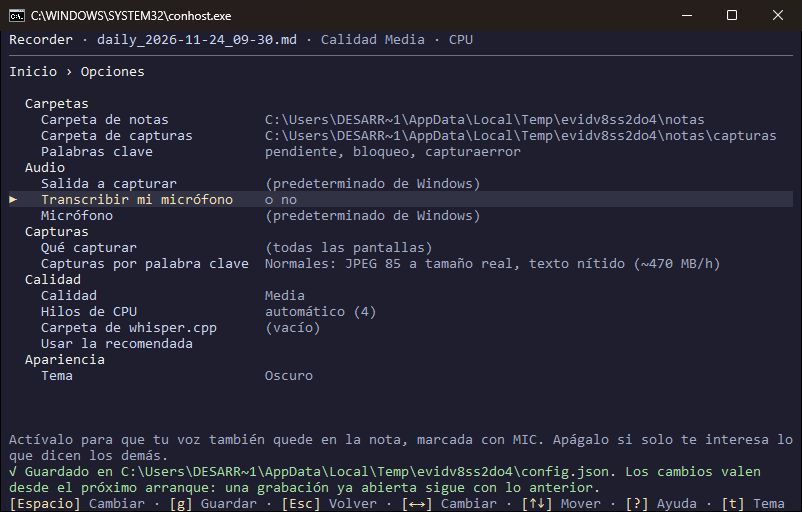 C:\WINDOWS\SYSTEM32\conhost.exe
Recorder · daily_2026-11-24_09-30.md · Calidad Media · CPU
Inicio › Opciones
Carpetas
Carpeta de notas C:\Users\DESARR~1\AppData\Local\Temp\evidv8ss2do4\notas
Carpeta de capturas C:\Users\DESARR~1\AppData\Local\Temp\evidv8ss2do4\notas\capturas
Palabras clave pendiente, bloqueo, capturaerror
Audio
Salida a capturar (predeterminado de Windows)
► Transcribir mi micrófono o no
Micrófono (predeterminado de Windows)
Capturas
Qué capturar (todas las pantallas)
Capturas por palabra clave Normales: JPEG 85 a tamaño real, texto nítido (~470 MB/h)
Calidad
Calidad Media
Hilos de CPU automático (4)
Carpeta de whisper.cpp (vacío)
Usar la recomendada
Apariencia
Tema Oscuro
Actívalo para que tu voz también quede en la nota, marcada con MIC. Apágalo si solo te interesa lo
que dicen los demás.
√ Guardado en C:\Users\DESARR~1\AppData\Local\Temp\evidv8ss2do4\config.json. Los cambios valen
desde el próximo arranque: una grabación ya abierta sigue con lo anterior.
[Espacio] Cambiar · [g] Guardar · [Esc] Volver · [↔] Cambiar · [↑↓] Mover · [?] Ayuda · [t] Tema